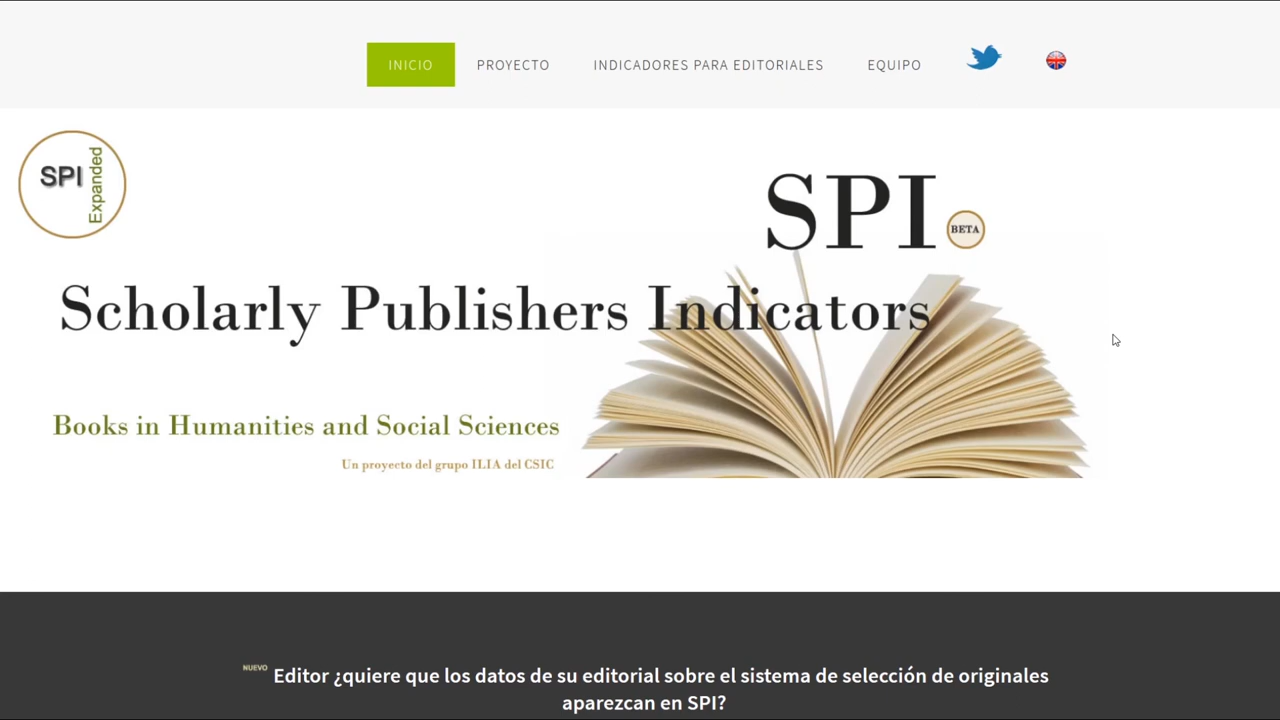 INICIO PROYECTO INDICADORES PARA EDITORIALES EQUIPO
SPI Expanded
SPI BETA
Scholarly Publishers Indicators
Books in Humanities and Social Sciences
Un proyecto del grupo ILIA del CSIC
NUEVO Editor ¿quiere que los datos de su editorial sobre el sistema de selección de originales
aparezcan en SPI?